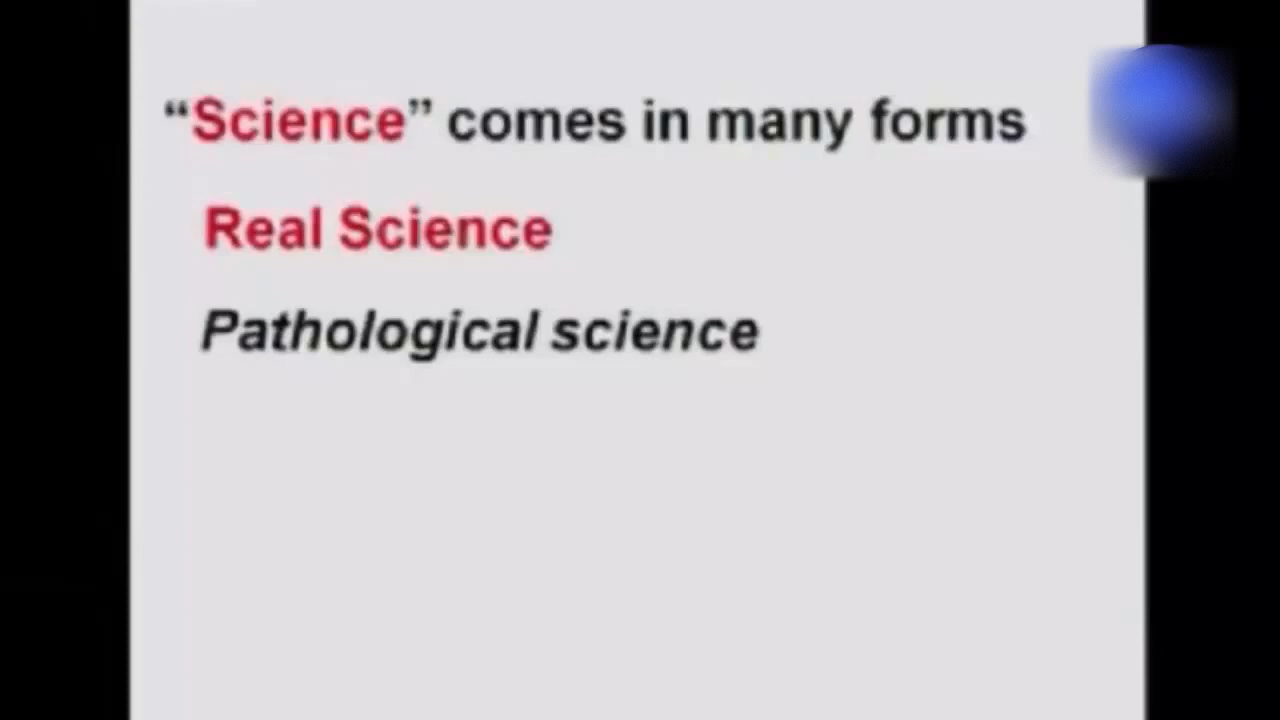 “Science” comes in many forms
Real Science
Pathological science